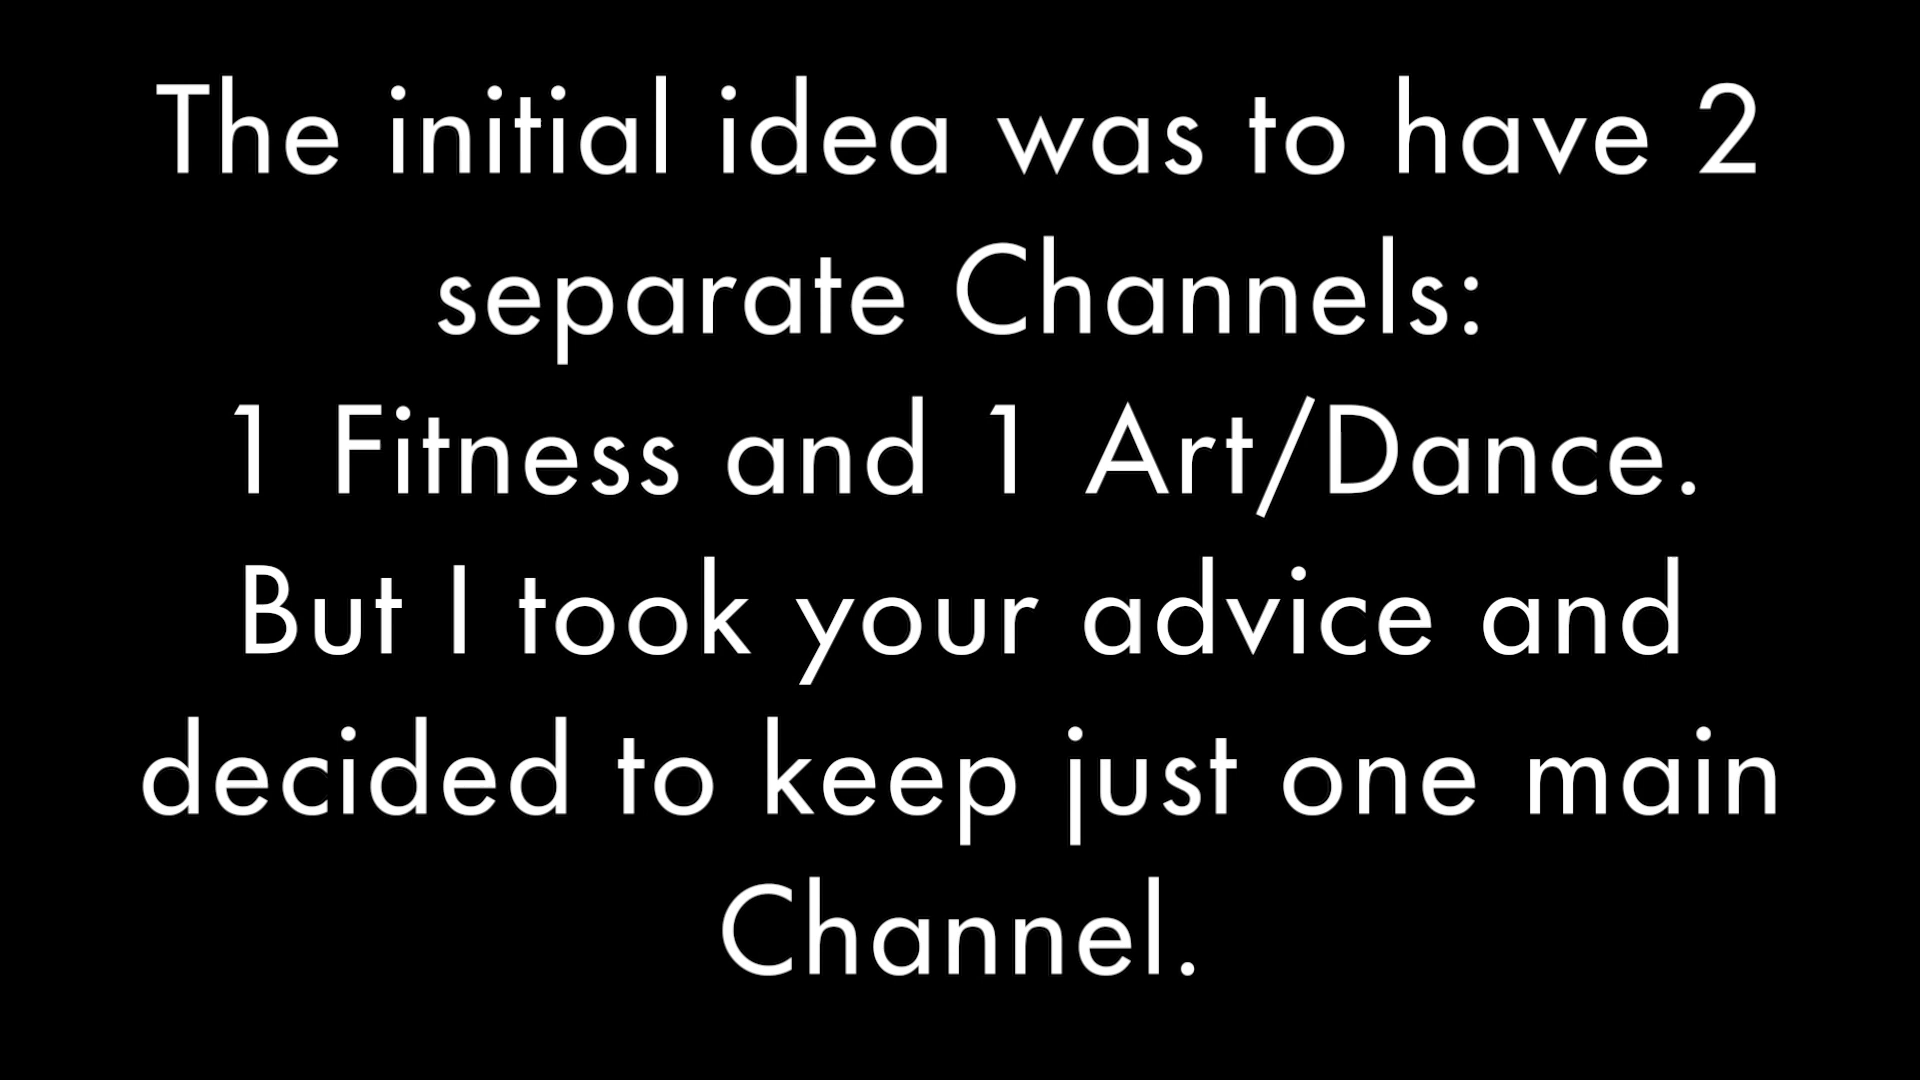 The initial idea was to have 2
separate Channels:
1 Fitness and 1 Art/Dance.
But I took your advice and
decided to keep just one main
Channel.